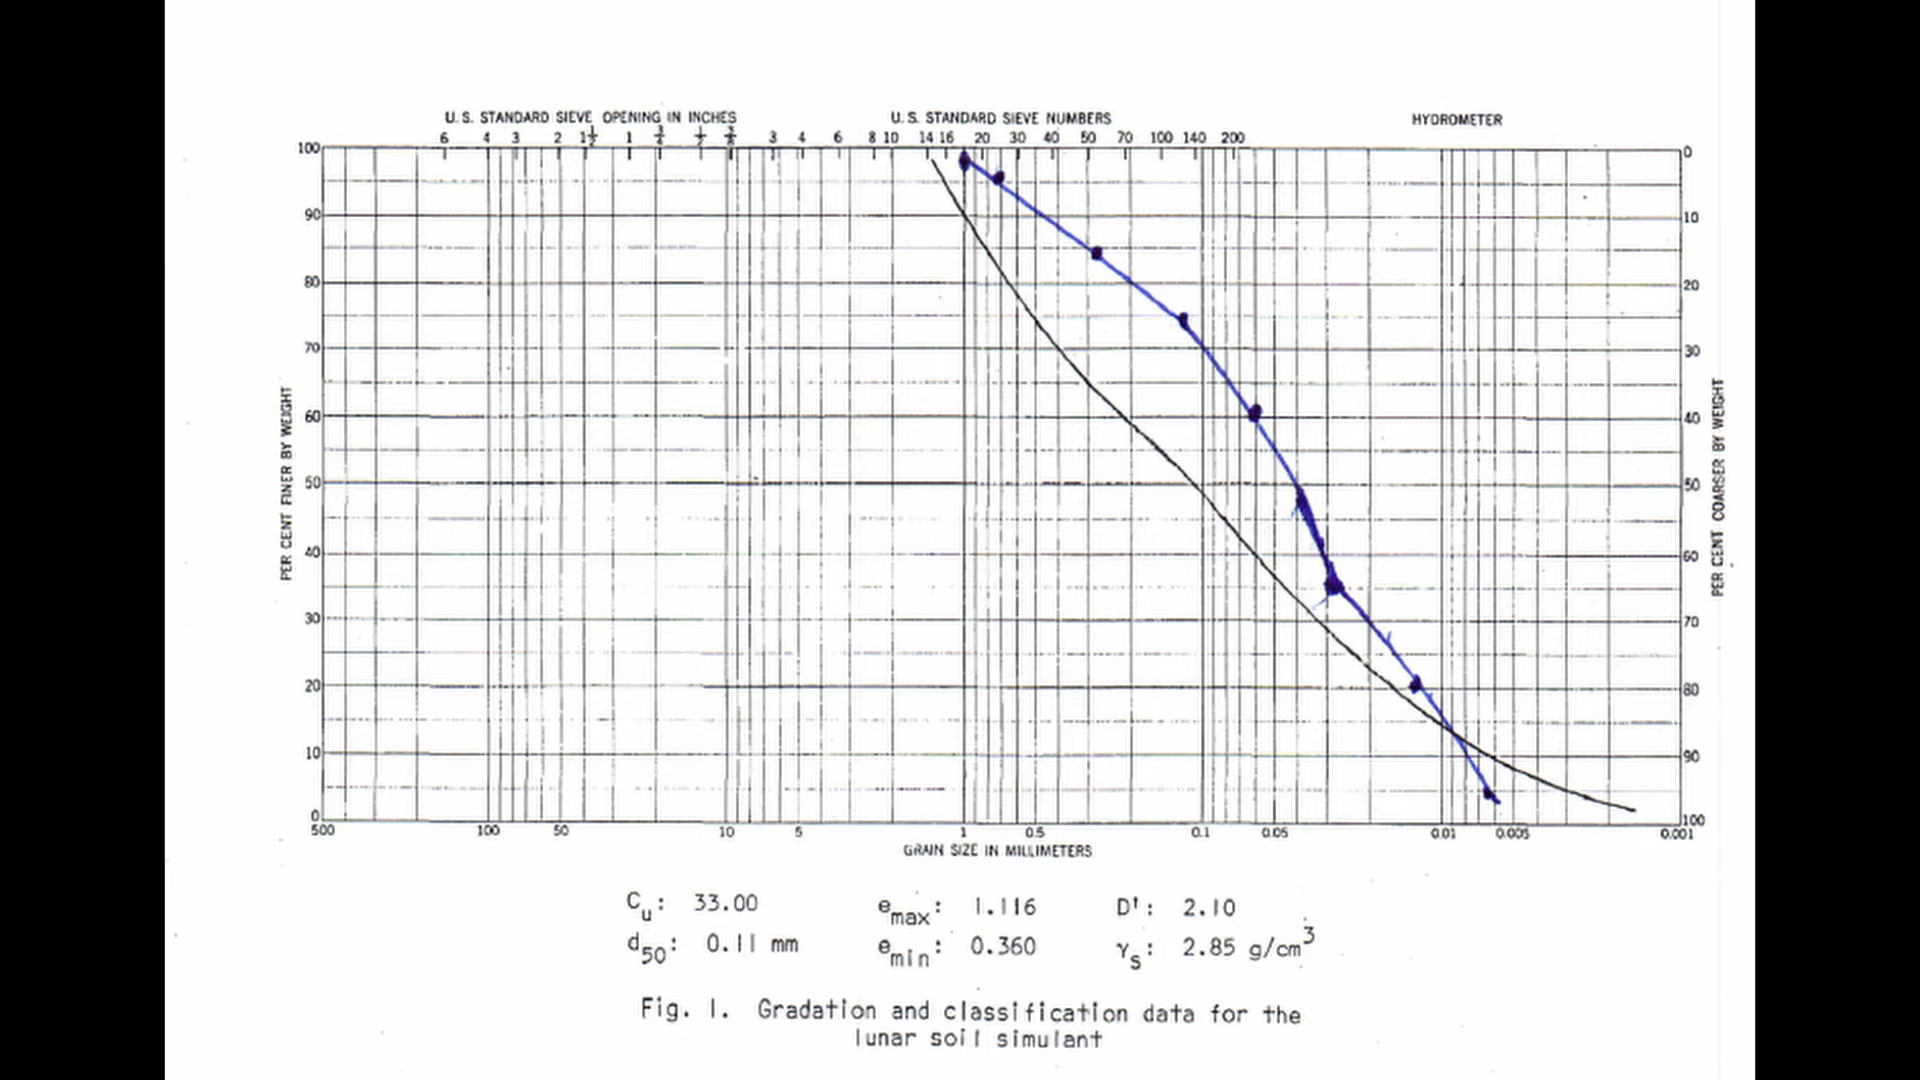 U.S. STANDARD SIEVE OPENING IN INCHES U.S. STANDARD SIEVE NUMBERS HYDROMETER
6 4 3 2 1½ 1 ¾ ½ ⅜ 3 4 6 8 10 14 16 20 30 40 50 70 100 140 200
100 0
90 10
80 20
70 30
60 40
50 50
40 60
30 70
20 80
10 90
0 100
PER CENT FINER BY WEIGHT
PER CENT COARSER BY WEIGHT
500 100 50 10 5 1 0.5 0.1 0.05 0.01 0.005 0.001
GRAIN SIZE IN MILLIMETERS
Cu: 33.00 emax: 1.116 D': 2.10
d50: 0.11 mm emin: 0.360 γs: 2.85 g/cm3
Fig. 1. Gradation and classification data for the
lunar soil simulant